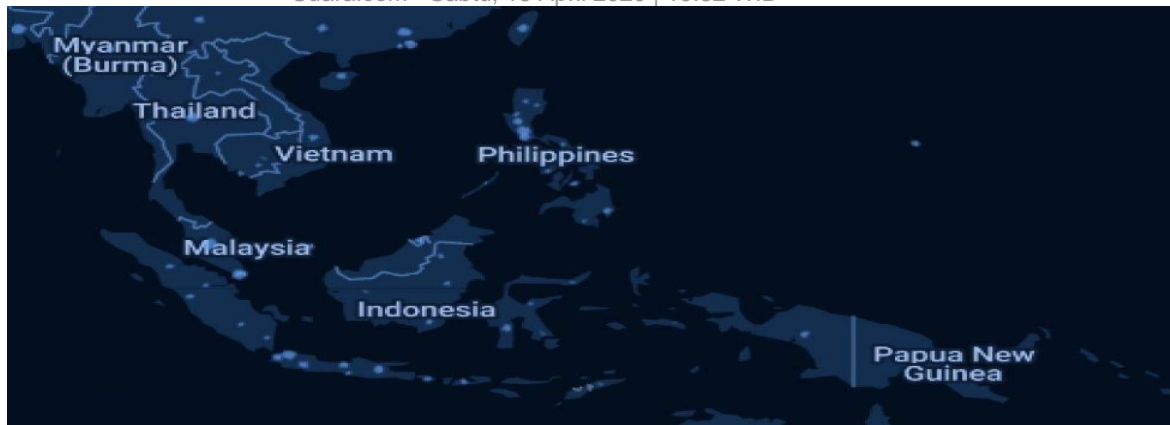 Myanmar
(Burma)
Thailand
Vietnam
Philippines
Malaysia
Indonesia
Papua New
Guinea